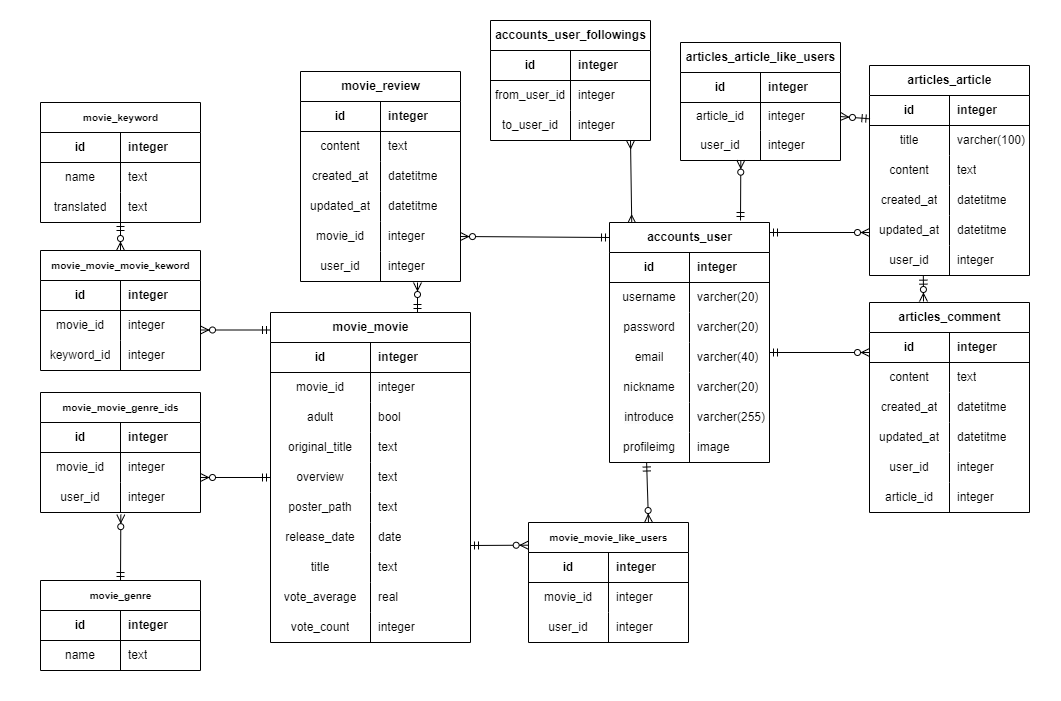 accounts_user_followings
id integer
from_user_id integer
to_user_id integer
articles_article_like_users
id integer
article_id integer
user_id integer
articles_article
id integer
title varchar(100)
content text
created_at datetitme
updated_at datetitme
user_id integer
movie_review
id integer
content text
created_at datetitme
updated_at datetitme
movie_id integer
user_id integer
movie_keyword
id integer
name text
translated text
accounts_user
id integer
username varchar(20)
password varchar(20)
email varchar(40)
nickname varchar(20)
introduce varchar(255)
profileimg image
movie_movie_movie_keword
id integer
movie_id integer
keyword_id integer
articles_comment
id integer
content text
created_at datetitme
updated_at datetitme
user_id integer
article_id integer
movie_movie
id integer
movie_id integer
adult bool
original_title text
overview text
poster_path text
release_date date
title text
vote_average real
vote_count integer
movie_movie_genre_ids
id integer
movie_id integer
user_id integer
movie_movie_like_users
id integer
movie_id integer
user_id integer
movie_genre
id integer
name text